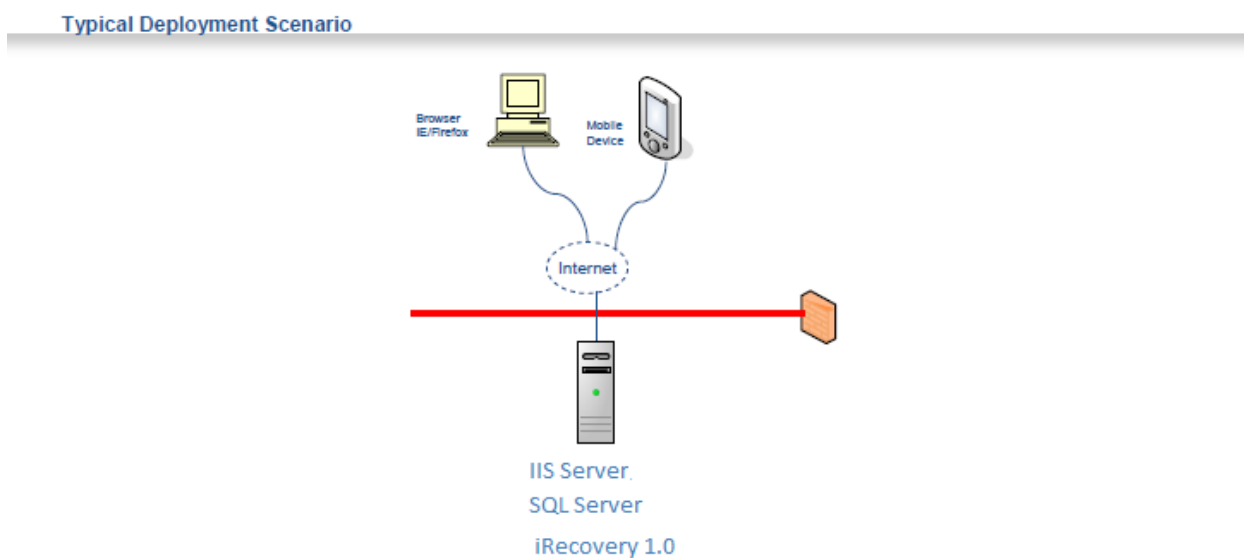 Typical Deployment Scenario
Browser
IE/Firefox
Mobile
Device
Internet
IIS Server,
SQL Server
iRecovery 1.0